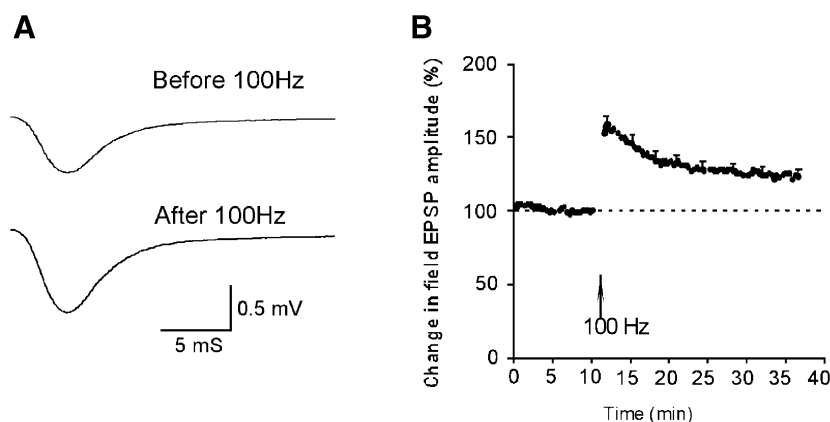 A
Before 100Hz
After 100Hz
0.5 mV
5 mS
B
Change in field EPSP amplitude (%)
200
150
100
50
0
100 Hz
0 5 10 15 20 25 30 35 40
Time (min)